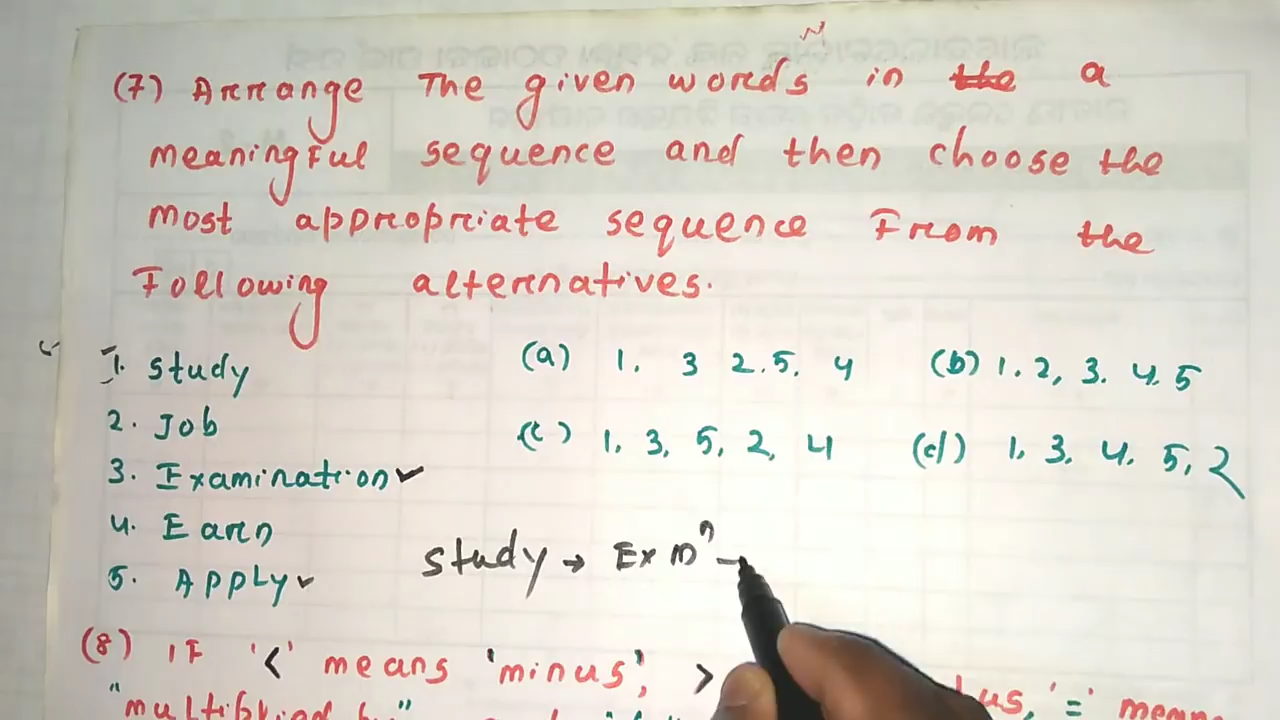 (7) Arrange The given words in the a
meaningful sequence and then choose the
most appropriate sequence From the
Following alternatives.
1. Study (a) 1. 3 2.5. 4 (b) 1.2, 3. 4.5
2. Job (c) 1, 3, 5, 2, 4 (d) 1. 3. 4. 5, 2
3. Examination ✓
4. Earn
5. Apply ✓
Study → Exmⁿ →
(8) IF '<' means 'minus', >
"multiplied by"
'=' means